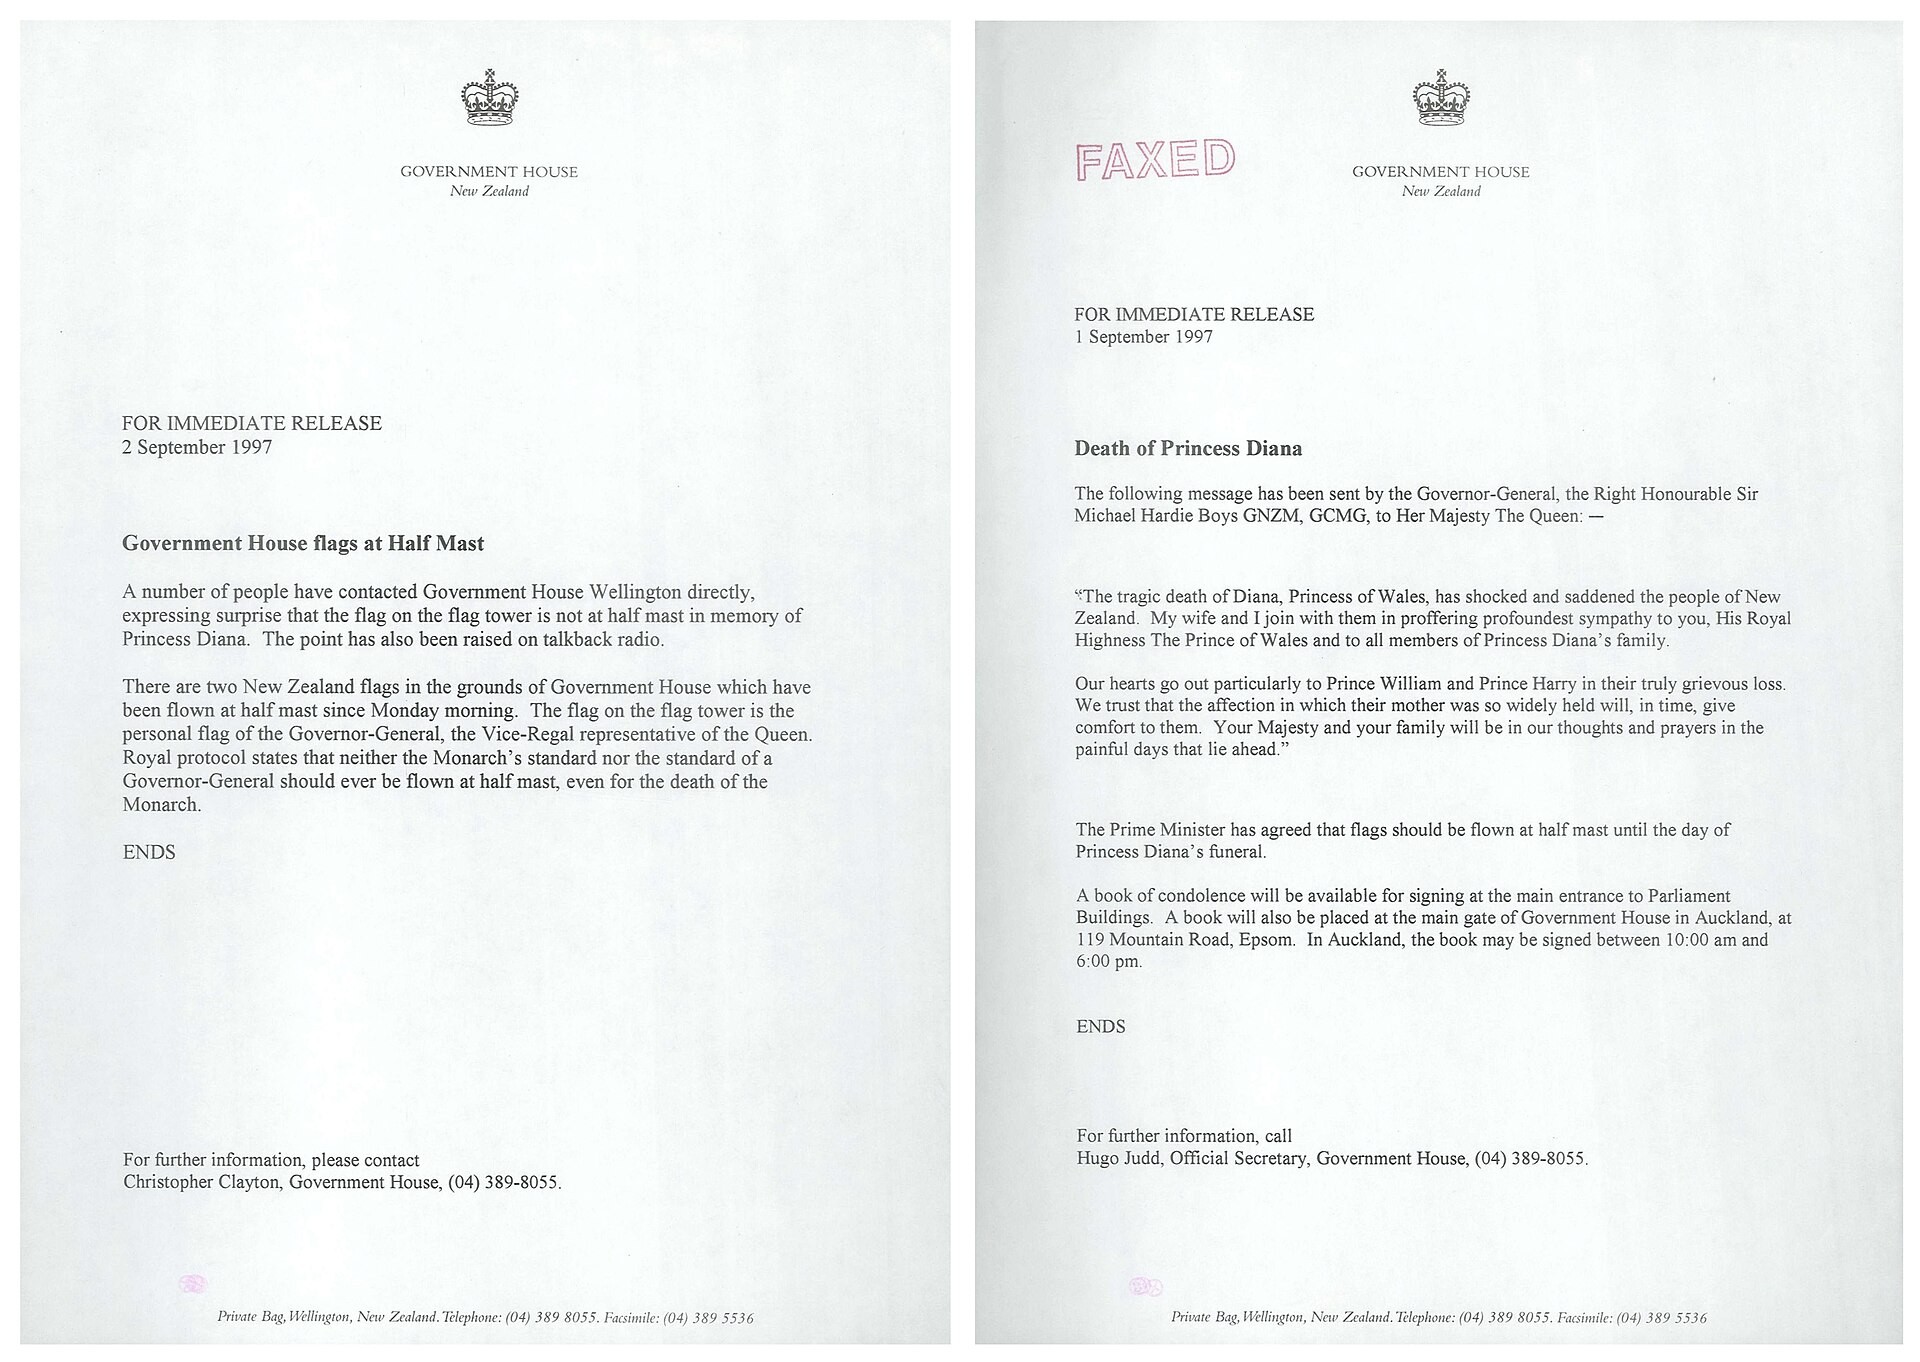 GOVERNMENT HOUSE
New Zealand
FOR IMMEDIATE RELEASE
2 September 1997
Government House flags at Half Mast
A number of people have contacted Government House Wellington directly,
expressing surprise that the flag on the flag tower is not at half mast in memory of
Princess Diana.  The point has also been raised on talkback radio.
There are two New Zealand flags in the grounds of Government House which have
been flown at half mast since Monday morning.  The flag on the flag tower is the
personal flag of the Governor-General, the Vice-Regal representative of the Queen.
Royal protocol states that neither the Monarch's standard nor the standard of a
Governor-General should ever be flown at half mast, even for the death of the
Monarch.
ENDS
For further information, please contact
Christopher Clayton, Government House, (04) 389-8055.
Private Bag, Wellington, New Zealand. Telephone: (04) 389 8055. Facsimile: (04) 389 5536
FAXED
GOVERNMENT HOUSE
New Zealand
FOR IMMEDIATE RELEASE
1 September 1997
Death of Princess Diana
The following message has been sent by the Governor-General, the Right Honourable Sir
Michael Hardie Boys GNZM, GCMG, to Her Majesty The Queen: —
“The tragic death of Diana, Princess of Wales, has shocked and saddened the people of New
Zealand.  My wife and I join with them in proffering profoundest sympathy to you, His Royal
Highness The Prince of Wales and to all members of Princess Diana's family.
Our hearts go out particularly to Prince William and Prince Harry in their truly grievous loss.
We trust that the affection in which their mother was so widely held will, in time, give
comfort to them.  Your Majesty and your family will be in our thoughts and prayers in the
painful days that lie ahead.”
The Prime Minister has agreed that flags should be flown at half mast until the day of
Princess Diana's funeral.
A book of condolence will be available for signing at the main entrance to Parliament
Buildings.  A book will also be placed at the main gate of Government House in Auckland, at
119 Mountain Road, Epsom.  In Auckland, the book may be signed between 10:00 am and
6:00 pm.
ENDS
For further information, call
Hugo Judd, Official Secretary, Government House, (04) 389-8055.
Private Bag, Wellington, New Zealand. Telephone: (04) 389 8055. Facsimile: (04) 389 5536